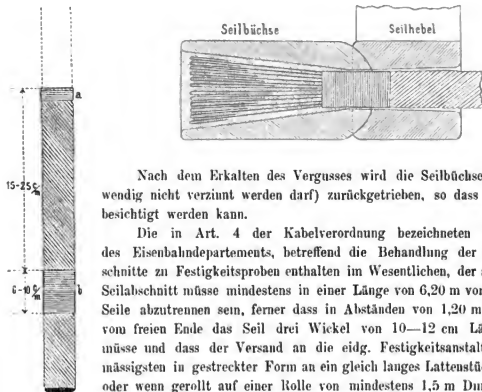 Seilbüchse
Seilhebel
a
15-25 c/m
6-10 c/m
b
Nach dem Erkalten des Vergusses wird die Seilbüchse
wendig nicht verzinnt werden darf) zurückgetrieben, so dass
besichtigt werden kann.
Die in Art. 4 der Kabelverordnung bezeichneten
des Eisenbahndepartements, betreffend die Behandlung der
schnitte zu Festigkeitsproben enthalten im Wesentlichen, der
Seilabschnitt müsse mindestens in einer Länge von 6,20 m vom
Seile abzutrennen sein, ferner dass in Abständen von 1,20 m
vom freien Ende das Seil drei Wickel von 10—12 cm Lä
müsse und dass der Versand an die eidg. Festigkeitsanstal
mässigsten in gestreckter Form an ein gleich langes Lattenstü
oder wenn gerollt auf einer Rolle von mindestens 1,5 m Du